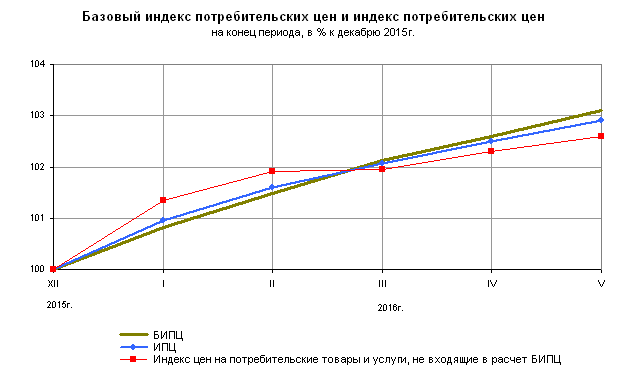 Базовый индекс потребительских цен и индекс потребительских цен
на конец периода, в % к декабрю 2015г.
104
103
102
101
100
XII I II III IV V
2015г. 2016г.
БИПЦ
ИПЦ
Индекс цен на потребительские товары и услуги, не входящие в расчет БИПЦ